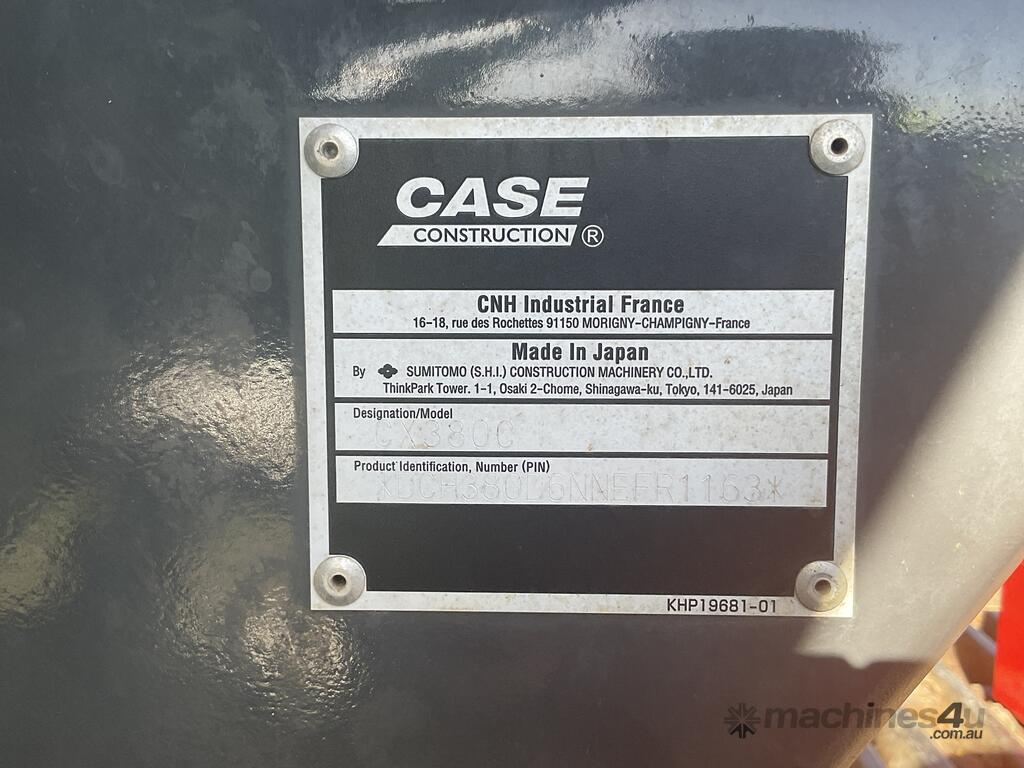 CASE
CONSTRUCTION ®
CNH Industrial France
16-18, rue des Rochettes 91150 MORIGNY-CHAMPIGNY-France
Made In Japan
By SUMITOMO (S.H.I.) CONSTRUCTION MACHINERY CO.,LTD.
ThinkPark Tower. 1-1, Osaki 2-Chome, Shinagawa-ku, Tokyo, 141-6025, Japan
Designation/Model
CX380C
Product Identification, Number (PIN)
KHP19681-01
machines4u
.com.au